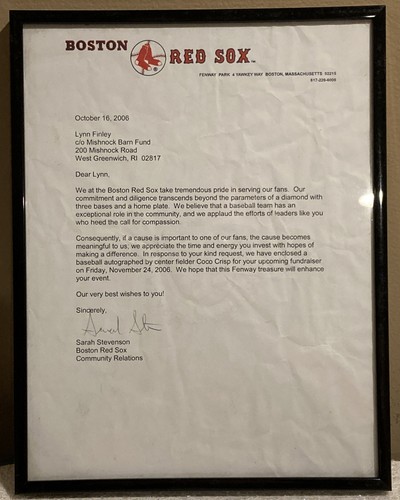 BOSTON RED SOX™
FENWAY PARK 4 YAWKEY WAY BOSTON, MASSACHUSETTS 02215
617-226-6000
October 16, 2006
Lynn Finley
c/o Mishnock Barn Fund
200 Mishnock Road
West Greenwich, RI 02817
Dear Lynn,
We at the Boston Red Sox take tremendous pride in serving our fans. Our
commitment and diligence transcends beyond the parameters of a diamond with
three bases and a home plate. We believe that a baseball team has an
exceptional role in the community, and we applaud the efforts of leaders like you
who heed the call for compassion.
Consequently, if a cause is important to one of our fans, the cause becomes
meaningful to us; we appreciate the time and energy you invest with hopes of
making a difference. In response to your kind request, we have enclosed a
baseball autographed by center fielder Coco Crisp for your upcoming fundraiser
on Friday, November 24, 2006. We hope that this Fenway treasure will enhance
your event.
Our very best wishes to you!
Sincerely,
Sarah Stevenson
Boston Red Sox
Community Relations